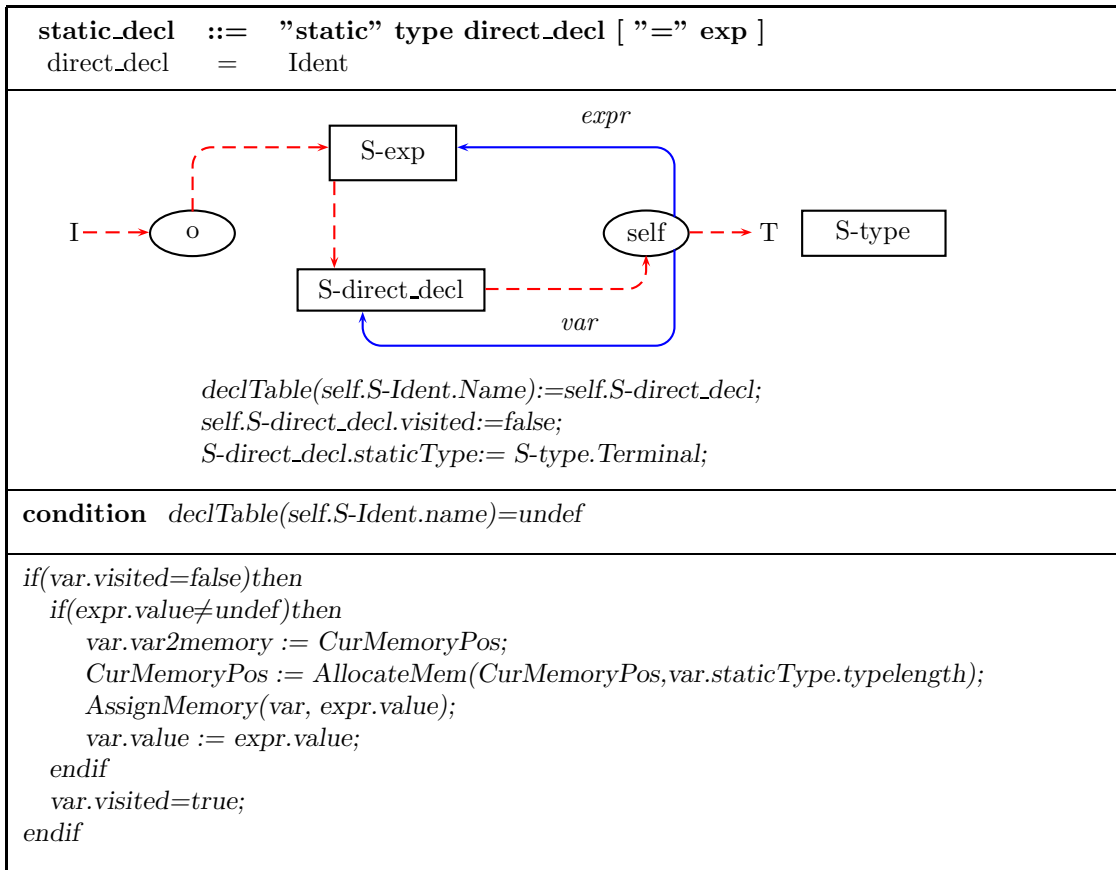 static_decl ::= ”static” type direct_decl [ ”=” exp ]
direct_decl = Ident
expr
S-exp
I o self T S-type
S-direct_decl
var
declTable(self.S-Ident.Name):=self.S-direct_decl;
self.S-direct_decl.visited:=false;
S-direct_decl.staticType:= S-type.Terminal;
condition declTable(self.S-Ident.name)=undef
if(var.visited=false)then
if(expr.value≠undef)then
var.var2memory := CurMemoryPos;
CurMemoryPos := AllocateMem(CurMemoryPos,var.staticType.typelength);
AssignMemory(var, expr.value);
var.value := expr.value;
endif
var.visited=true;
endif